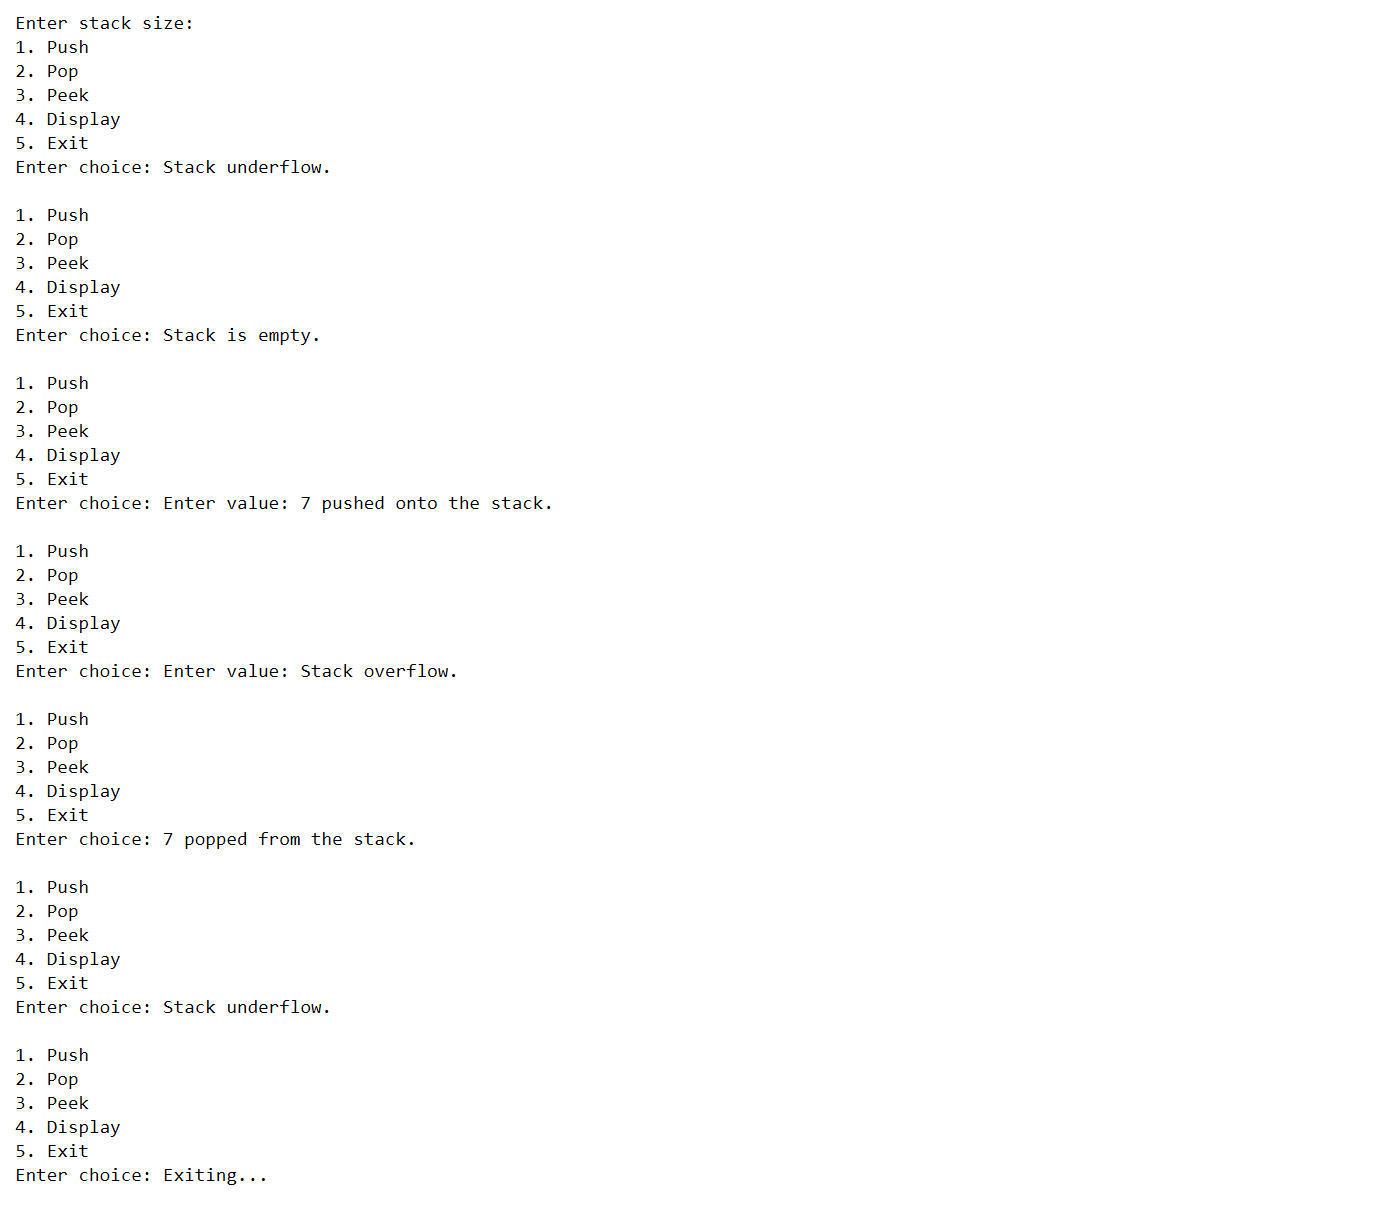 Enter stack size:
1. Push
2. Pop
3. Peek
4. Display
5. Exit
Enter choice: Stack underflow.

1. Push
2. Pop
3. Peek
4. Display
5. Exit
Enter choice: Stack is empty.

1. Push
2. Pop
3. Peek
4. Display
5. Exit
Enter choice: Enter value: 7 pushed onto the stack.

1. Push
2. Pop
3. Peek
4. Display
5. Exit
Enter choice: Enter value: Stack overflow.

1. Push
2. Pop
3. Peek
4. Display
5. Exit
Enter choice: 7 popped from the stack.

1. Push
2. Pop
3. Peek
4. Display
5. Exit
Enter choice: Stack underflow.

1. Push
2. Pop
3. Peek
4. Display
5. Exit
Enter choice: Exiting...